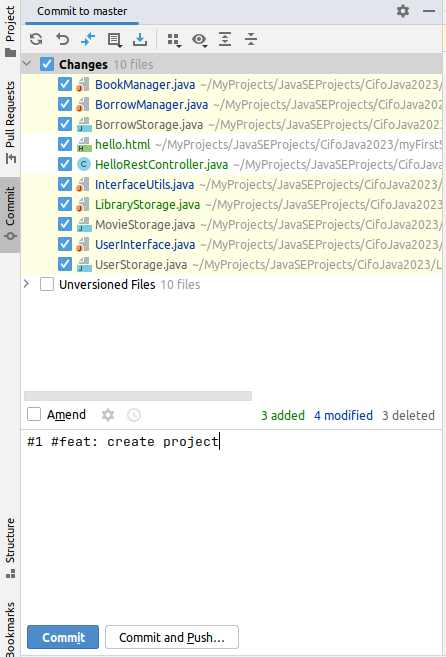 Commit to master
Project
Pull Requests
Commit
Structure
Bookmarks
Changes 10 files
BookManager.java ~/MyProjects/JavaSEProjects/CifoJava2023/
BorrowManager.java ~/MyProjects/JavaSEProjects/CifoJava2023
BorrowStorage.java ~/MyProjects/JavaSEProjects/CifoJava2023
hello.html ~/MyProjects/JavaSEProjects/CifoJava2023/myFirstS
HelloRestController.java ~/MyProjects/JavaSEProjects/CifoJa
InterfaceUtils.java ~/MyProjects/JavaSEProjects/CifoJava2023/
LibraryStorage.java ~/MyProjects/JavaSEProjects/CifoJava2023
MovieStorage.java ~/MyProjects/JavaSEProjects/CifoJava2023/
UserInterface.java ~/MyProjects/JavaSEProjects/CifoJava2023/
UserStorage.java ~/MyProjects/JavaSEProjects/CifoJava2023/L
Unversioned Files 10 files
Amend 3 added 4 modified 3 deleted
#1 #feat: create project
Commit Commit and Push...